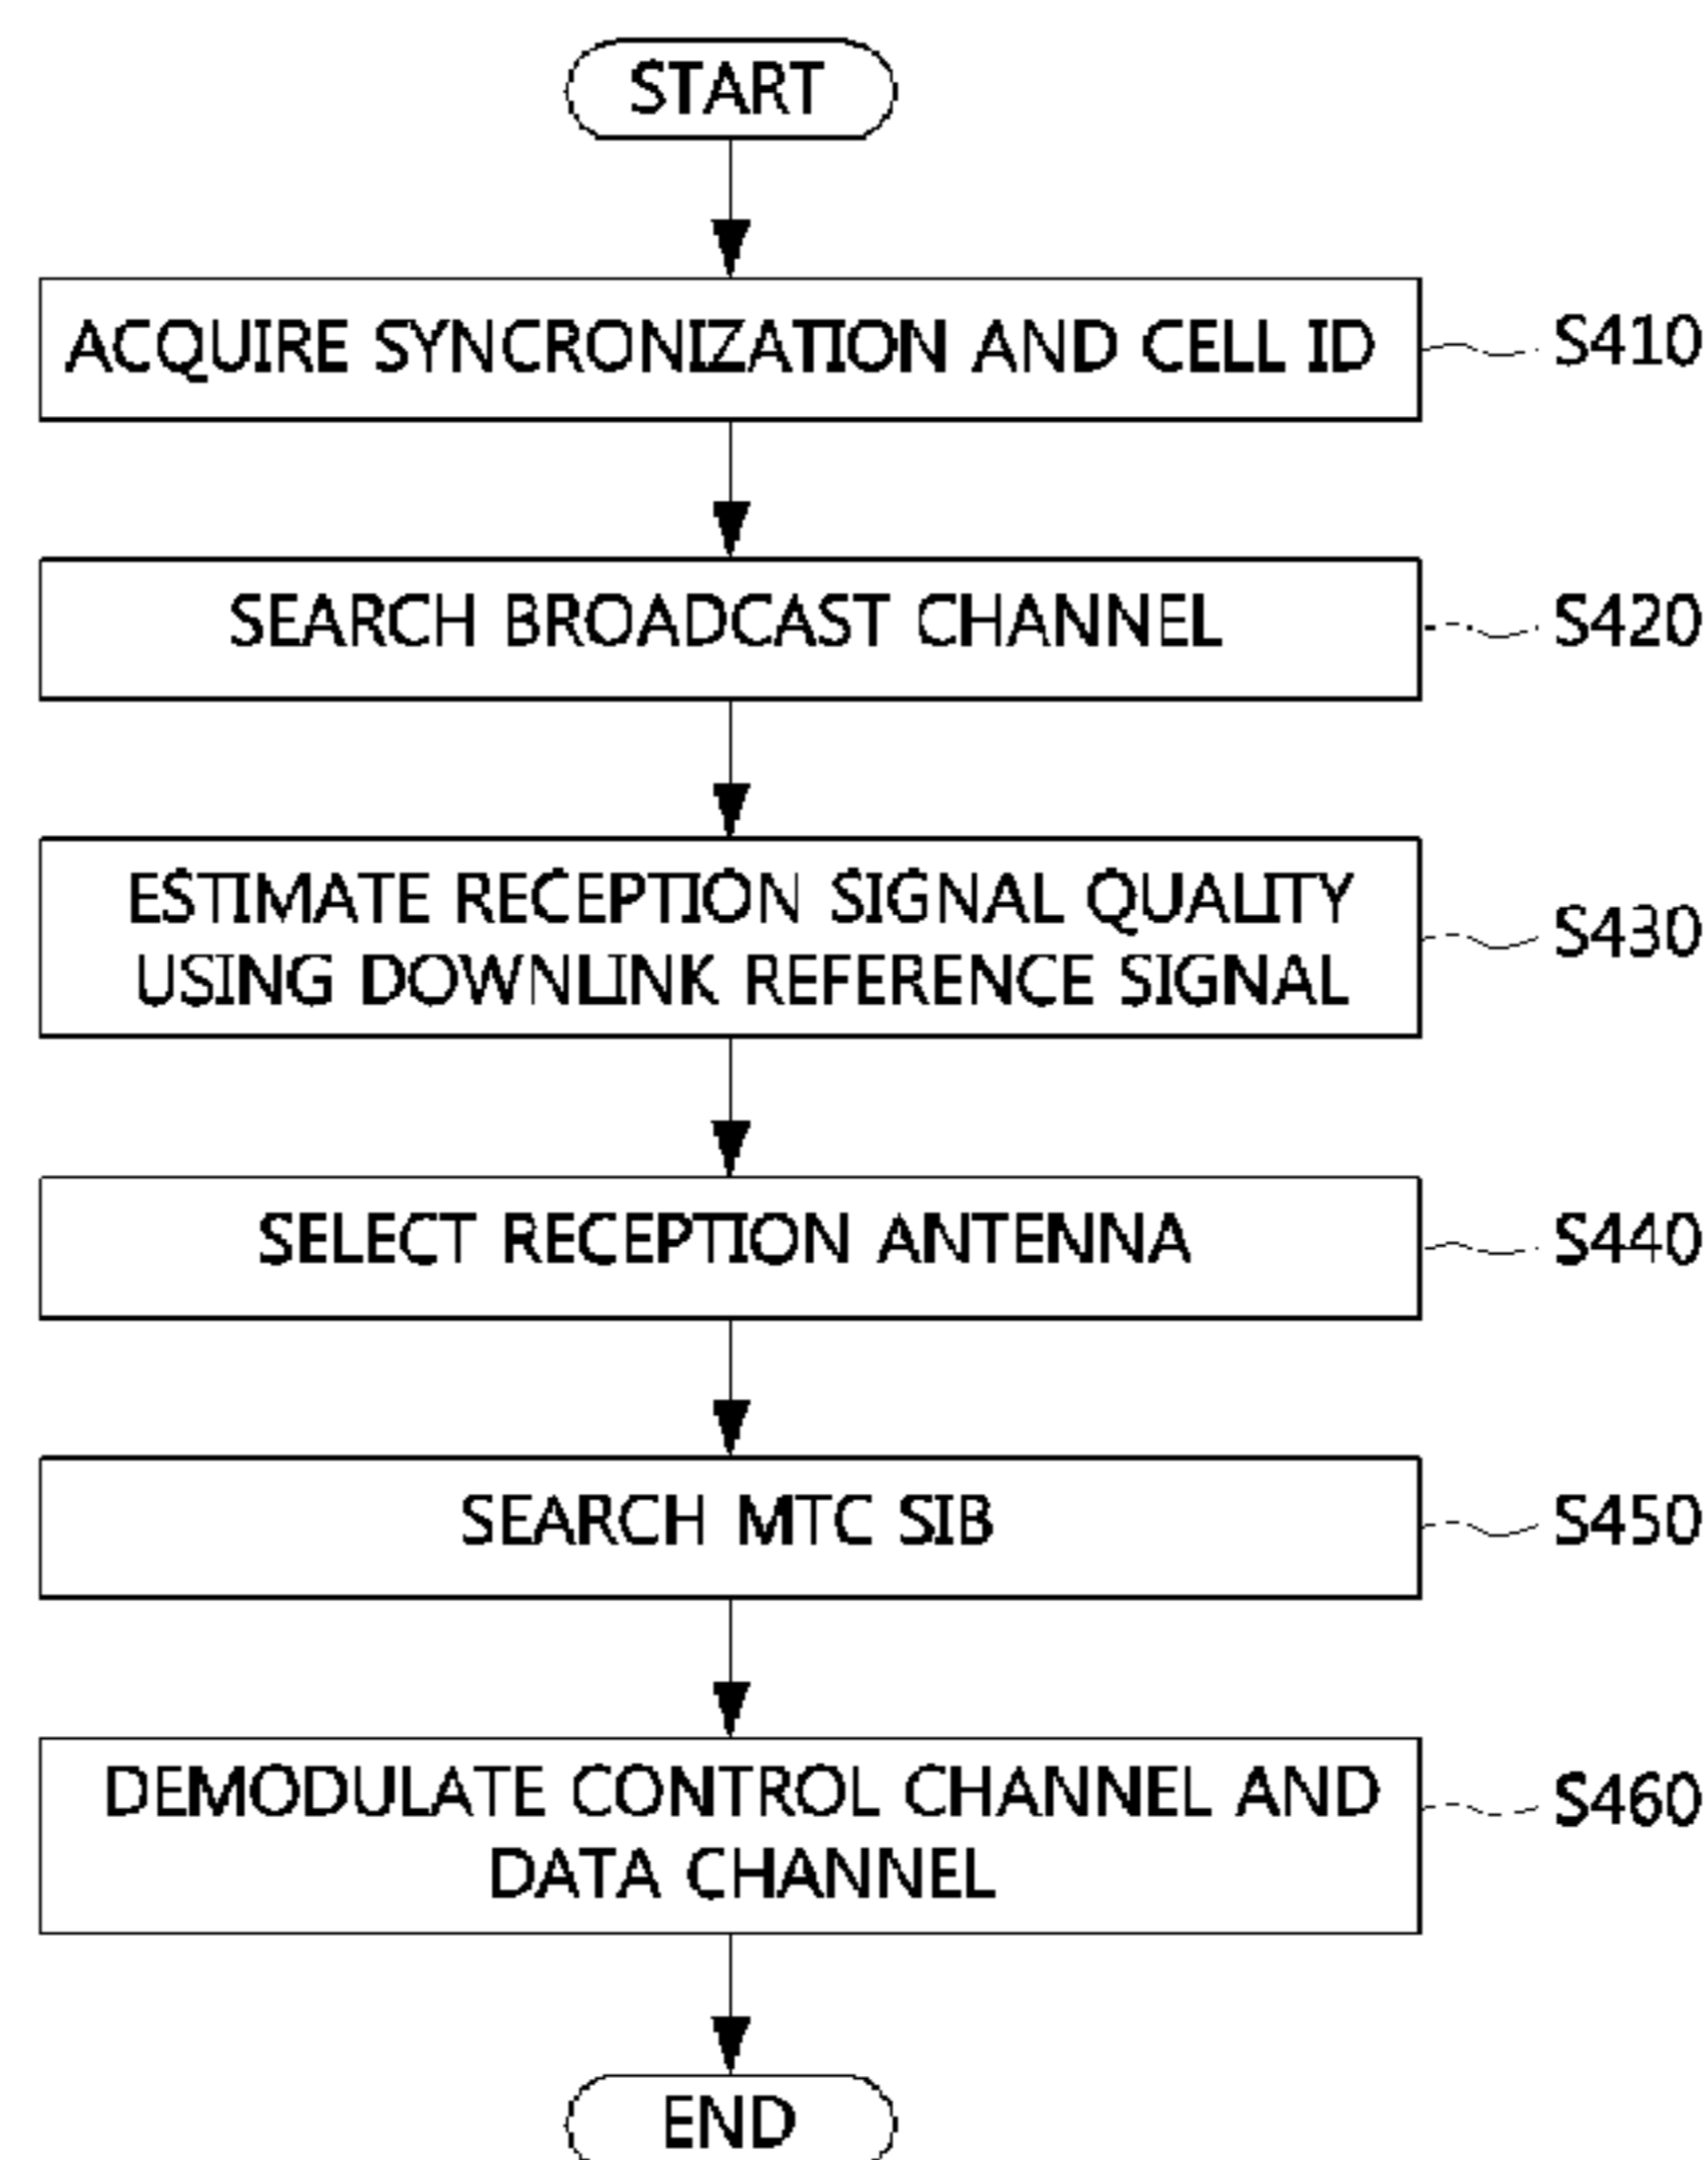 START
ACQUIRE SYNCRONIZATION AND CELL ID
S410
SEARCH BROADCAST CHANNEL
S420
ESTIMATE RECEPTION SIGNAL QUALITY
USING DOWNLINK REFERENCE SIGNAL
S430
SELECT RECEPTION ANTENNA
S440
SEARCH MTC SIB
S450
DEMODULATE CONTROL CHANNEL AND
DATA CHANNEL
S460
END